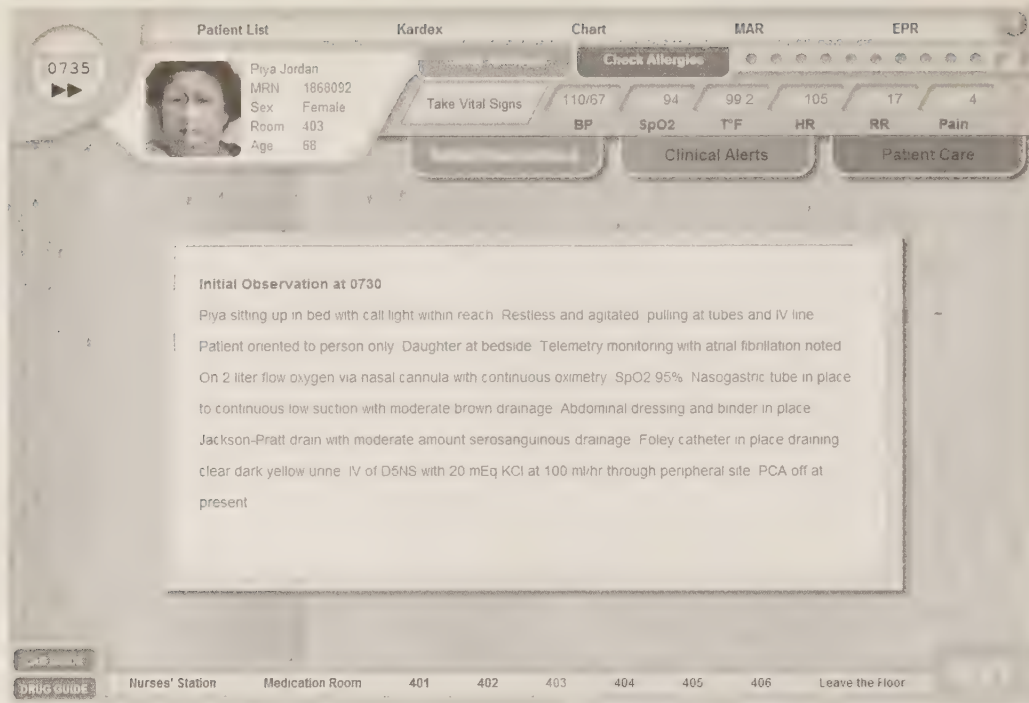 Patient List Kardex Chart MAR EPR
0735
Piya Jordan
MRN 1868092
Sex Female
Room 403
Age 68
Check Allergies
Take Vital Signs 110/67 94 99 2 105 17 4
BP SpO2 T°F HR RR Pain
Clinical Alerts Patient Care
Initial Observation at 0730
Piya sitting up in bed with call light within reach Restless and agitated pulling at tubes and IV line
Patient oriented to person only Daughter at bedside Telemetry monitoring with atrial fibrillation noted
On 2 liter flow oxygen via nasal cannula with continuous oximetry SpO2 95% Nasogastric tube in place
to continuous low suction with moderate brown drainage Abdominal dressing and binder in place
Jackson-Pratt drain with moderate amount serosanguinous drainage Foley catheter in place draining
clear dark yellow urine IV of D5NS with 20 mEq KCl at 100 ml/hr through peripheral site PCA off at
present
DRUG GUIDE
Nurses' Station Medication Room 401 402 403 404 405 406 Leave the Floor